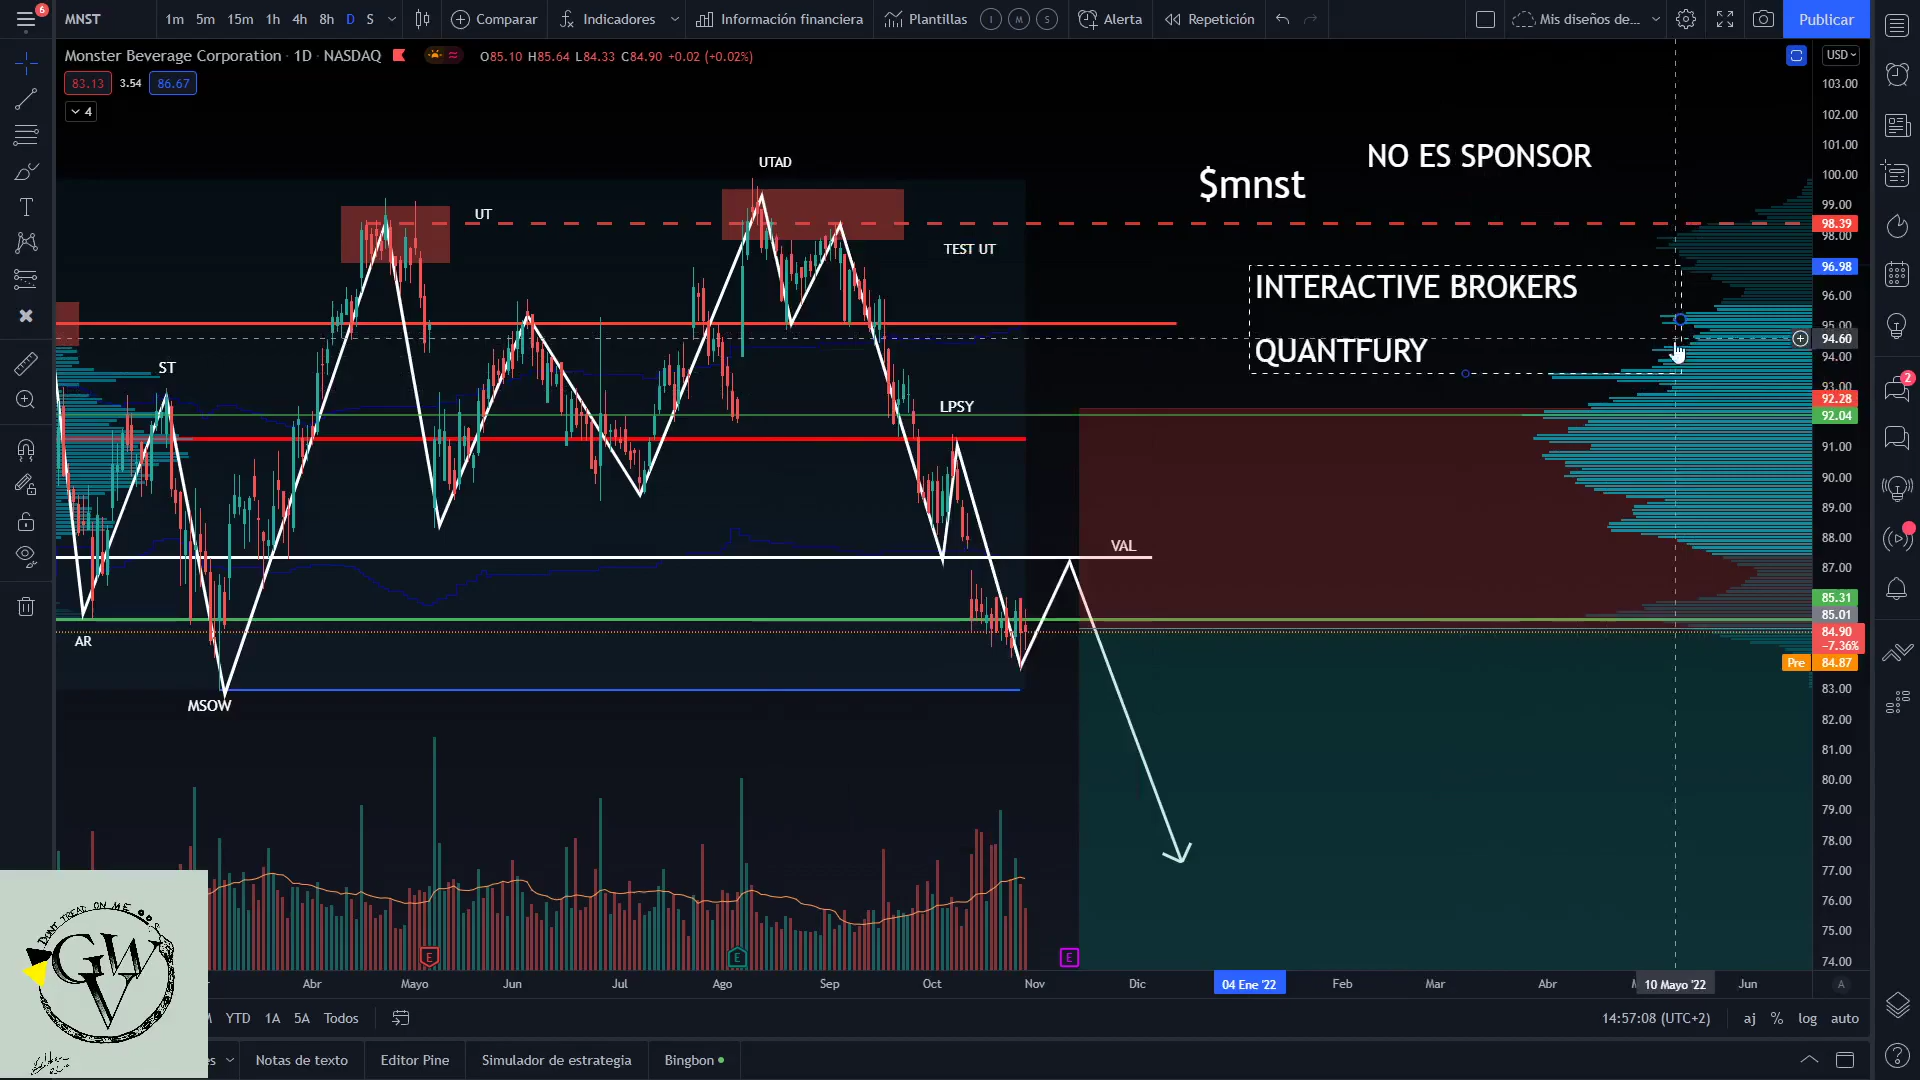 6
MNST
1m 5m 15m 1h 4h 8h D S
Comparar
Indicadores
Información financiera
Plantillas
I M S
Alerta
Repetición
Mis diseños de...
Publicar
Monster Beverage Corporation · 1D · NASDAQ
O85.10 H85.64 L84.33 C84.90 +0.02 (+0.02%)
USD
83.13 3.54 86.67
4
103.00
102.00
101.00
100.00
99.00
98.39
98.00
96.98
96.00
95.00
94.60
94.00
93.00
92.28
92.04
91.00
90.00
89.00
88.00
87.00
85.31
85.01
84.90
-7.36%
Pre 84.87
83.00
82.00
81.00
80.00
79.00
78.00
77.00
76.00
75.00
74.00
UTAD
NO ES SPONSOR
$mnst
UT
TEST UT
INTERACTIVE BROKERS
QUANTFURY
ST
LPSY
VAL
AR
MSOW
E
E
E
2
DONT TREAT ON ME
GWV
Abr Mayo Jun Jul Ago Sep Oct Nov Dic 04 Ene '22 Feb Mar Abr 10 Mayo '22 Jun A
YTD 1A 5A Todos
14:57:08 (UTC+2) aj % log auto
Notas de texto Editor Pine Simulador de estrategia Bingbon